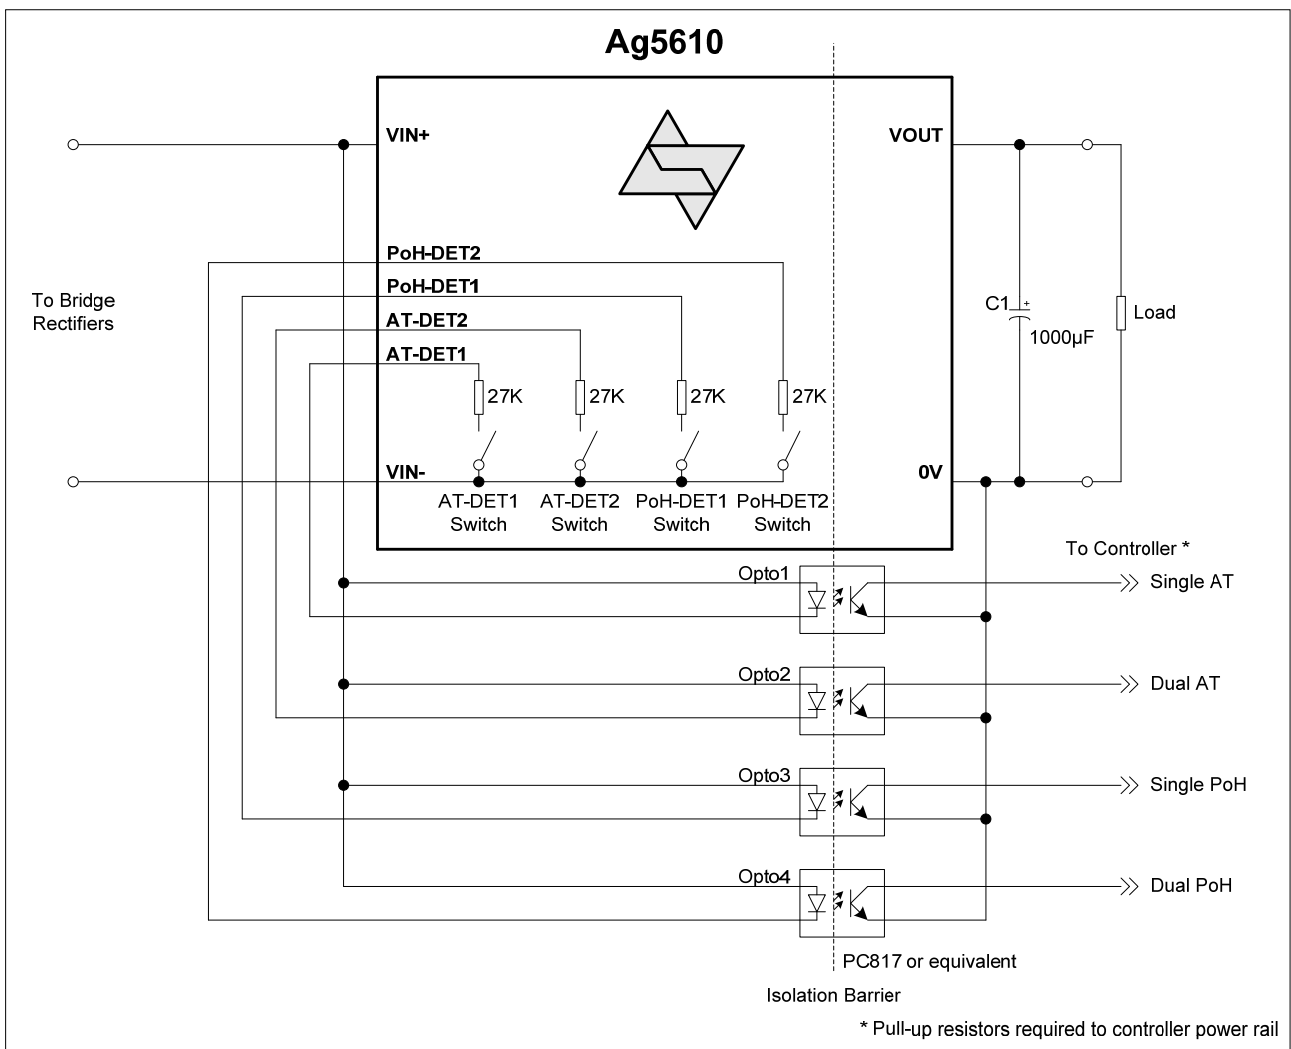 Ag5610
VIN+
VOUT
PoH-DET2
PoH-DET1
AT-DET2
AT-DET1
To Bridge
Rectifiers
C1
+
1000µF
Load
27K
27K
27K
27K
VIN-
0V
AT-DET1
Switch
AT-DET2
Switch
PoH-DET1
Switch
PoH-DET2
Switch
To Controller *
Opto1
Single AT
Opto2
Dual AT
Opto3
Single PoH
Opto4
Dual PoH
PC817 or equivalent
Isolation Barrier
* Pull-up resistors required to controller power rail